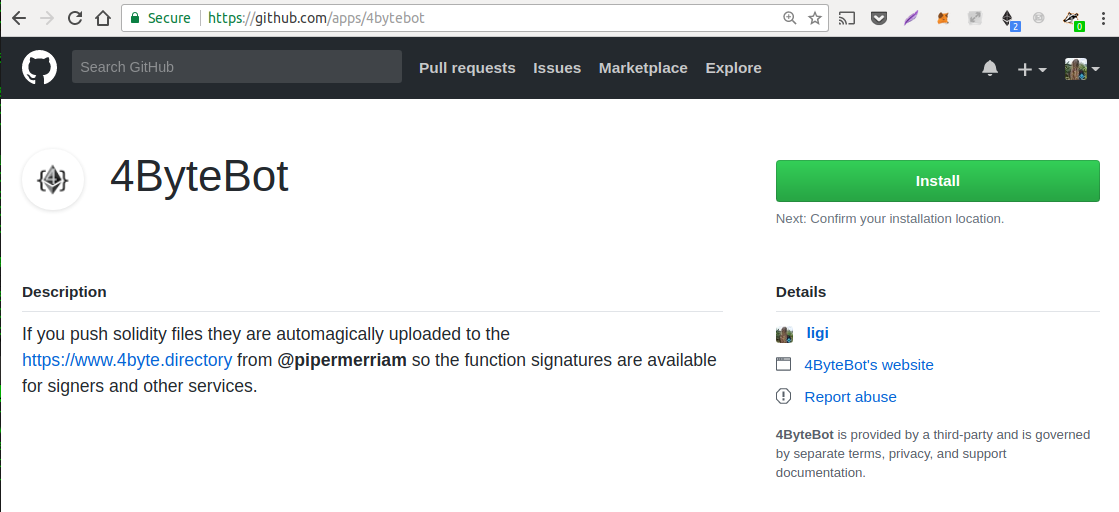 Secure https://github.com/apps/4bytebot
2
0
Search GitHub Pull requests Issues Marketplace Explore
4ByteBot
Install
Next: Confirm your installation location.
Description
If you push solidity files they are automagically uploaded to the
https://www.4byte.directory from @pipermerriam so the function signatures are available
for signers and other services.
Details
ligi
4ByteBot's website
Report abuse
4ByteBot is provided by a third-party and is governed
by separate terms, privacy, and support
documentation.